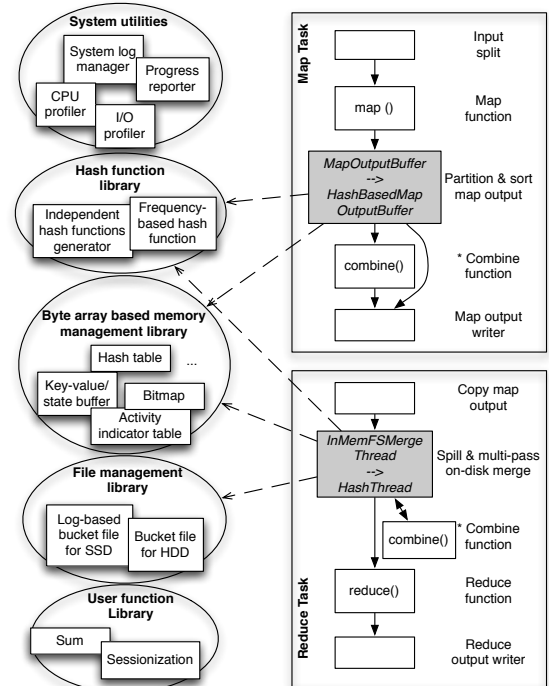 System utilities
System log
manager
Progress
reporter
CPU
profiler
I/O
profiler
Hash function
library
Independent
hash functions
generator
Frequency-
based hash
function
Byte array based memory
management library
Hash table
...
Key-value/
state buffer
Bitmap
Activity
indicator table
File management
library
Log-based
bucket file
for SSD
Bucket file
for HDD
User function
Library
Sum
Sessionization
Map Task
Input
split
map ()
Map
function
MapOutputBuffer
-->
HashBasedMap
OutputBuffer
Partition & sort
map output
combine()
* Combine
function
Map output
writer
Reduce Task
Copy map
output
InMemFSMerge
Thread
-->
HashThread
Spill & multi-pass
on-disk merge
combine()
* Combine
function
reduce()
Reduce
function
Reduce
output writer